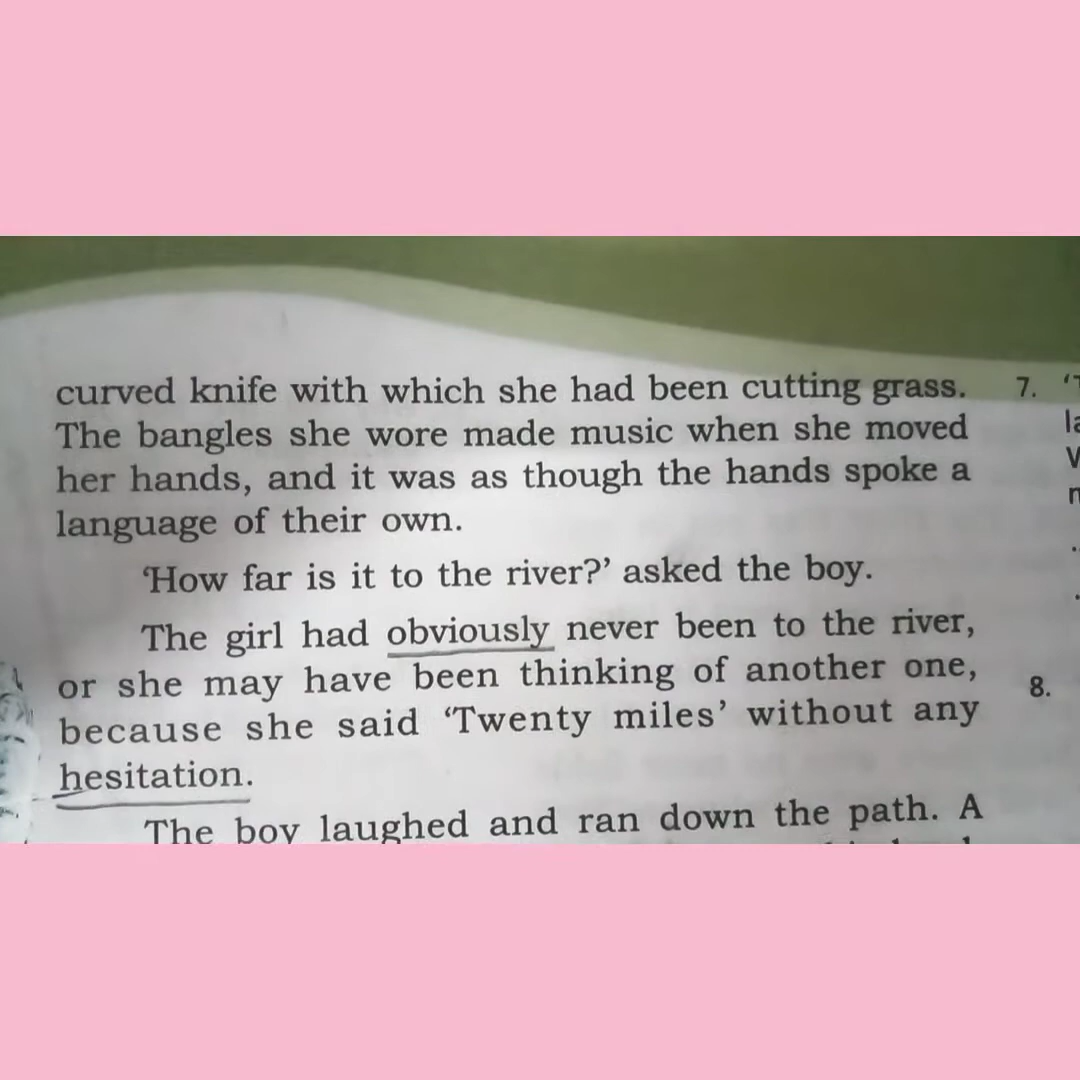 curved knife with which she had been cutting grass.
The bangles she wore made music when she moved
her hands, and it was as though the hands spoke a
language of their own.
‘How far is it to the river?’ asked the boy.
The girl had obviously never been to the river,
or she may have been thinking of another one,
because she said ‘Twenty miles’ without any
hesitation.
The boy laughed and ran down the path. A
7.
8.